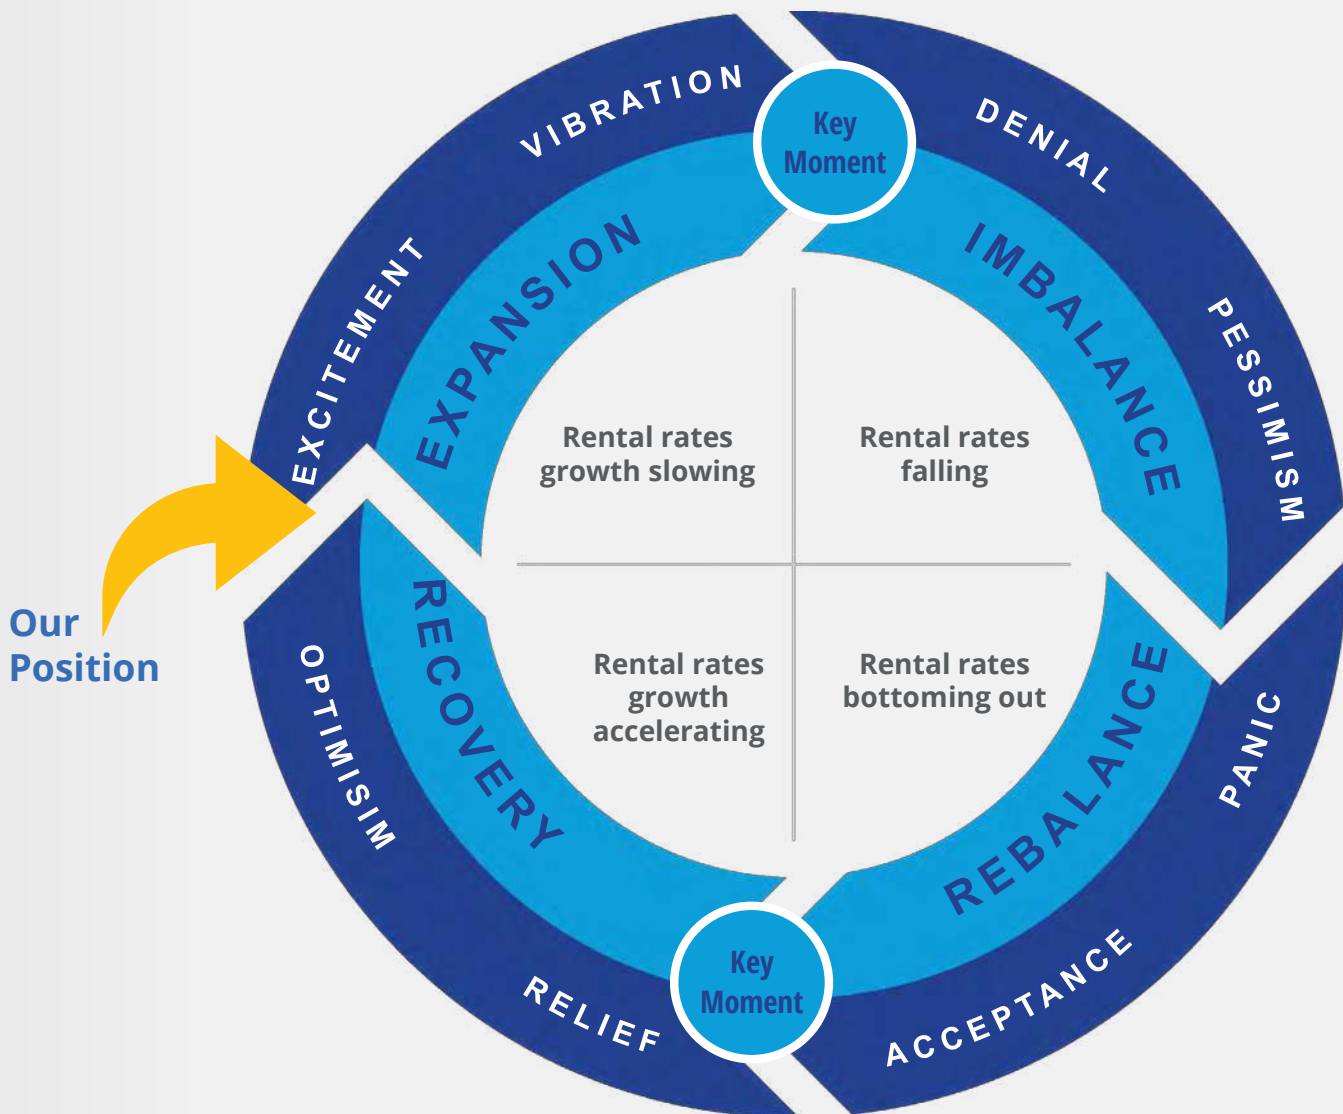 VIBRATION
Key
Moment
DENIAL
EXCITEMENT
EXPANSION
IMBALANCE
PESSIMISM
Rental rates
growth slowing
Rental rates
falling
Our
Position
OPTIMISIM
RECOVERY
Rental rates
growth
accelerating
Rental rates
bottoming out
REBALANCE
PANIC
RELIEF
Key
Moment
ACCEPTANCE